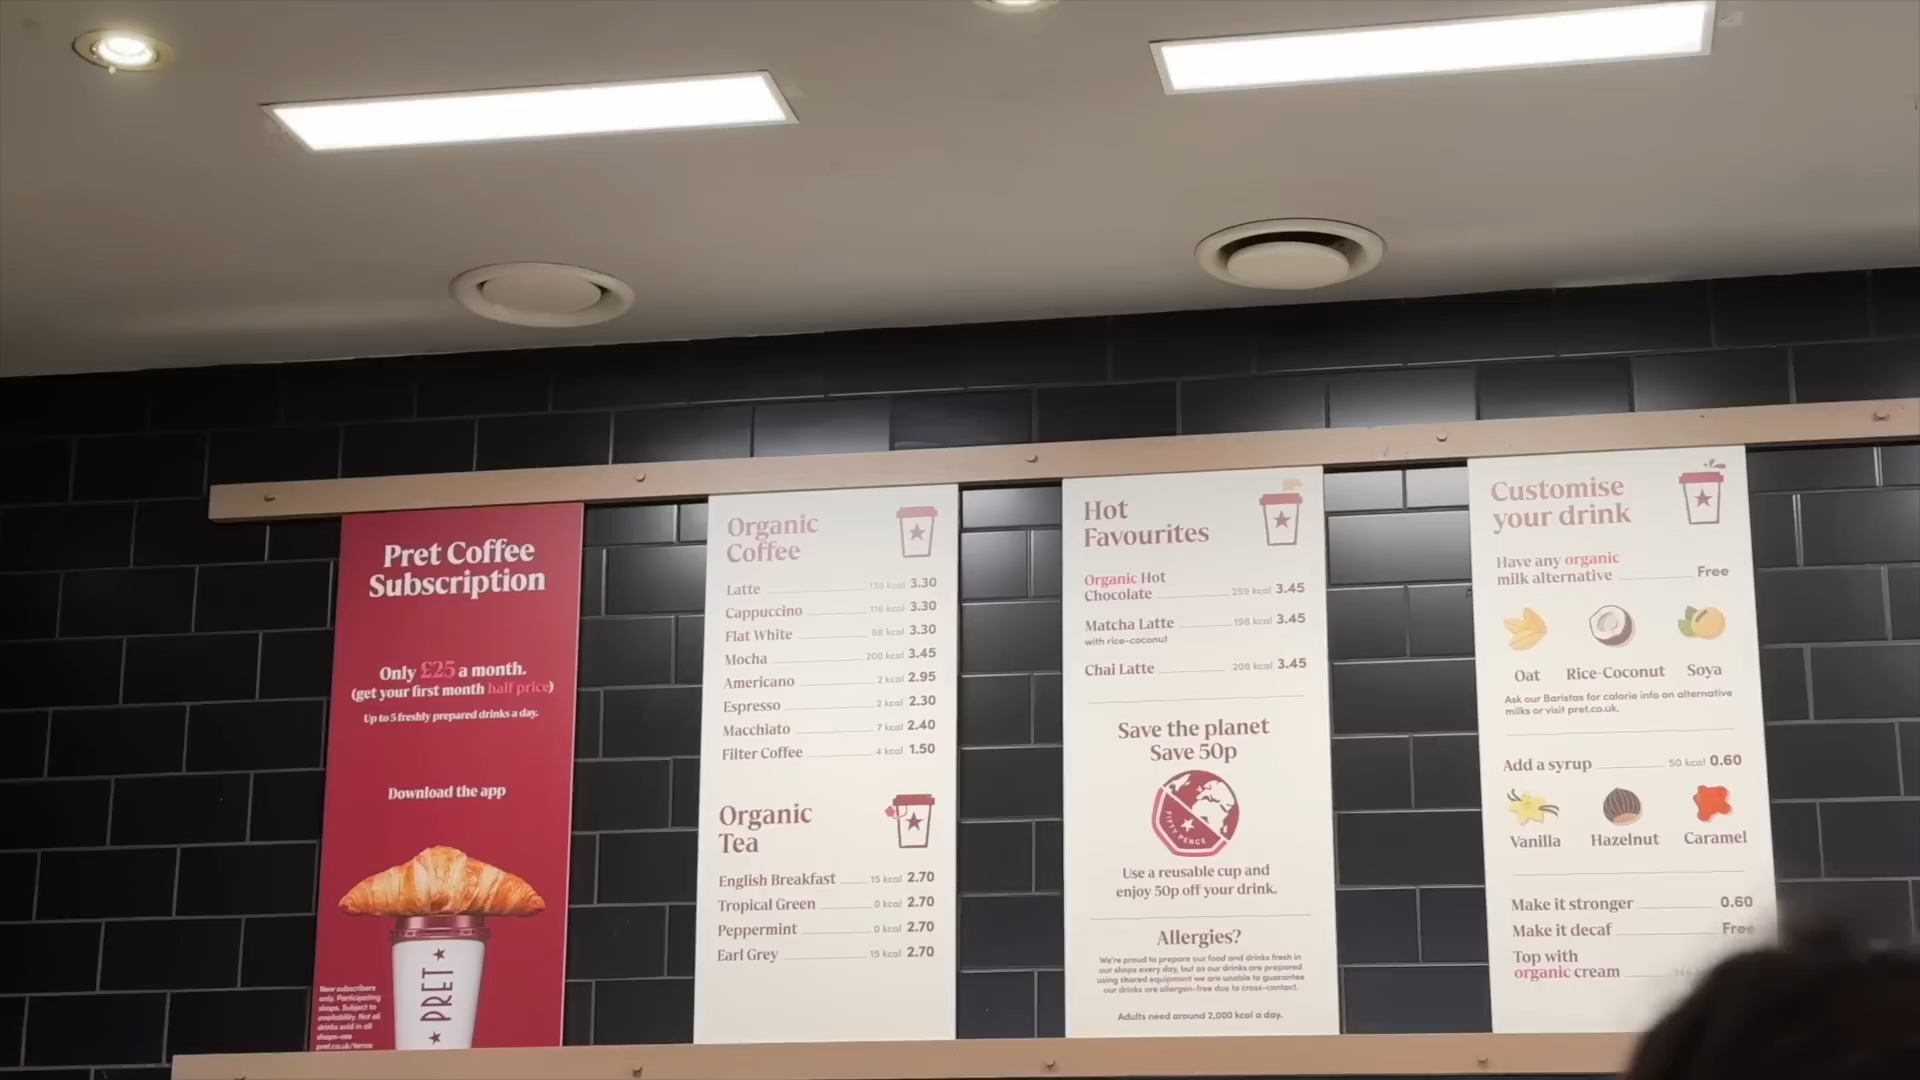 Pret Coffee
Subscription
Only £25 a month.
(get your first month half price)
Up to 5 freshly prepared drinks a day.
Download the app
PRET
New subscribers
only. Participating
shops. Subject to
availability. Not all
drinks sold in all
shops–see
pret.co.uk/terms
Organic
Coffee
Latte 130 kcal 3.30
Cappuccino 116 kcal 3.30
Flat White 98 kcal 3.30
Mocha 200 kcal 3.45
Americano 2 kcal 2.95
Espresso 2 kcal 2.30
Macchiato 7 kcal 2.40
Filter Coffee 4 kcal 1.50
Organic
Tea
English Breakfast 15 kcal 2.70
Tropical Green 0 kcal 2.70
Peppermint 0 kcal 2.70
Earl Grey 15 kcal 2.70
Hot
Favourites
Organic Hot
Chocolate 259 kcal 3.45
Matcha Latte 198 kcal 3.45
with rice-coconut
Chai Latte 208 kcal 3.45
Save the planet
Save 50p
FIFTY PENCE
Use a reusable cup and
enjoy 50p off your drink.
Allergies?
We're proud to prepare our food and drinks fresh in
our shops every day, but as our drinks are prepared
using shared equipment we are unable to guarantee
our drinks are allergen-free due to cross-contact.
Adults need around 2,000 kcal a day.
Customise
your drink
Have any organic
milk alternative Free
Oat Rice-Coconut Soya
Ask our Baristas for calorie info on alternative
milks or visit pret.co.uk.
Add a syrup 50 kcal 0.60
Vanilla Hazelnut Caramel
Make it stronger 0.60
Make it decaf Free
Top with
organic cream